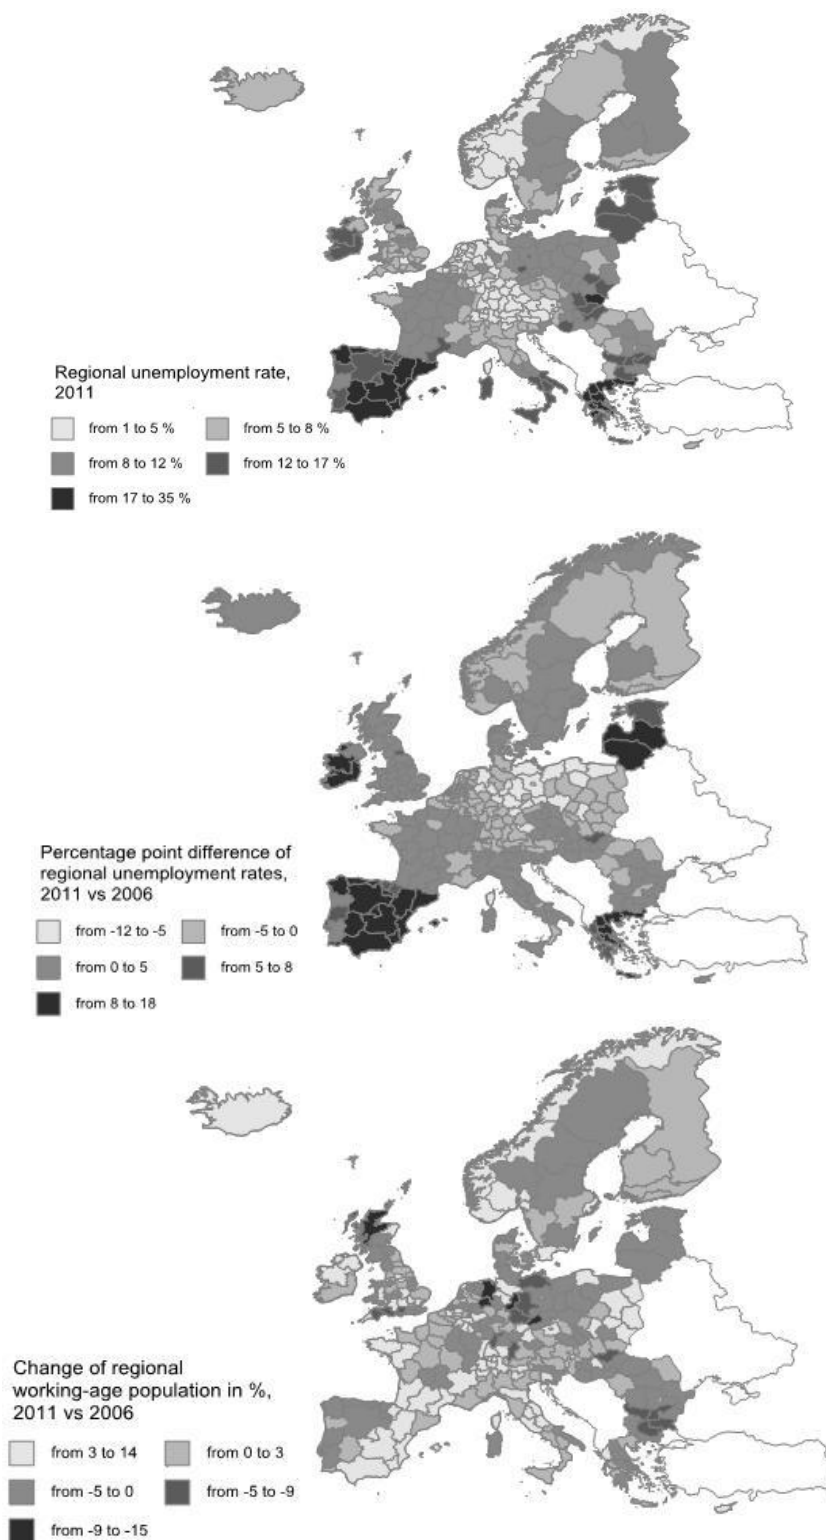 Regional unemployment rate,
2011
from 1 to 5 %
from 5 to 8 %
from 8 to 12 %
from 12 to 17 %
from 17 to 35 %
Percentage point difference of
regional unemployment rates,
2011 vs 2006
from -12 to -5
from -5 to 0
from 0 to 5
from 5 to 8
from 8 to 18
Change of regional
working-age population in %,
2011 vs 2006
from 3 to 14
from 0 to 3
from -5 to 0
from -5 to -9
from -9 to -15